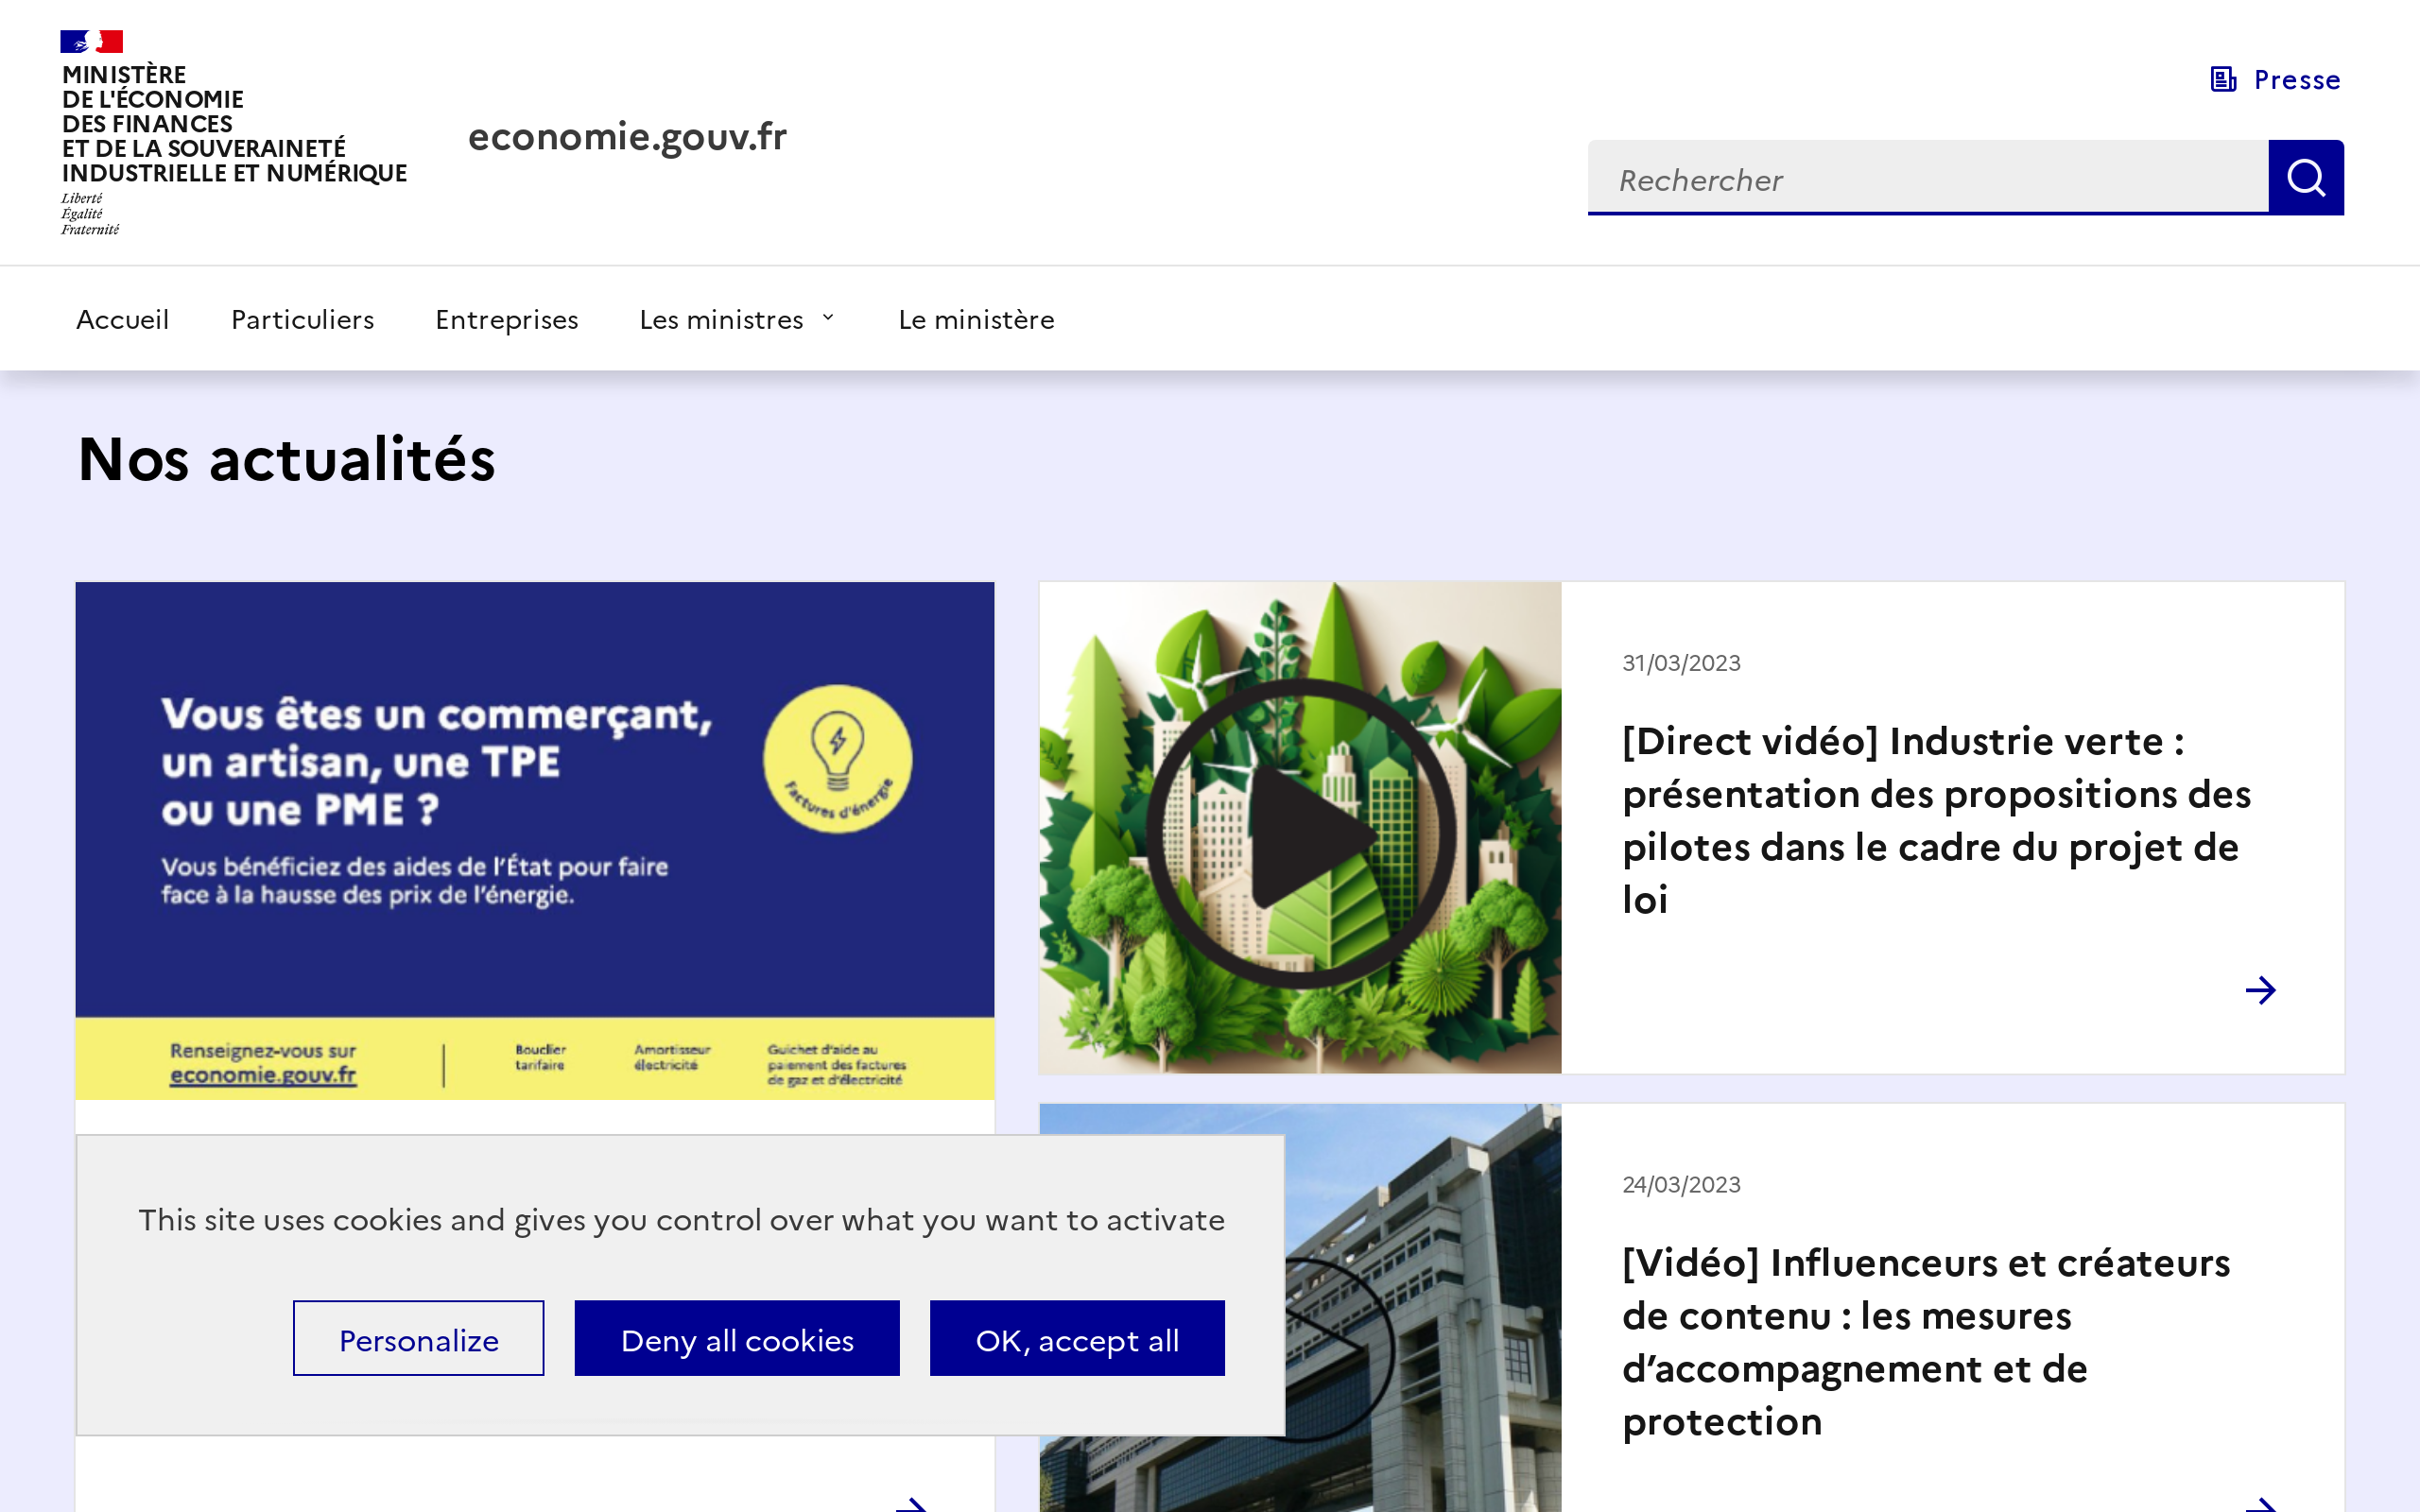 MINISTÈRE
DE L'ÉCONOMIE
DES FINANCES
ET DE LA SOUVERAINETÉ
INDUSTRIELLE ET NUMÉRIQUE
Liberté
Égalité
Fraternité
economie.gouv.fr
Presse
Rechercher
Accueil
Particuliers
Entreprises
Les ministres
Le ministère
Nos actualités
Vous êtes un commerçant,
un artisan, une TPE
ou une PME ?
Factures d'énergie
Vous bénéficiez des aides de l'État pour faire
face à la hausse des prix de l'énergie.
Renseignez-vous sur
economie.gouv.fr
Bouclier
tarifaire
Amortisseur
électricité
Guichet d'aide au
paiement des factures
de gaz et d'électricité
31/03/2023
[Direct vidéo] Industrie verte :
présentation des propositions des
pilotes dans le cadre du projet de
loi
24/03/2023
[Vidéo] Influenceurs et créateurs
de contenu : les mesures
d’accompagnement et de
protection
This site uses cookies and gives you control over what you want to activate
Personalize
Deny all cookies
OK, accept all